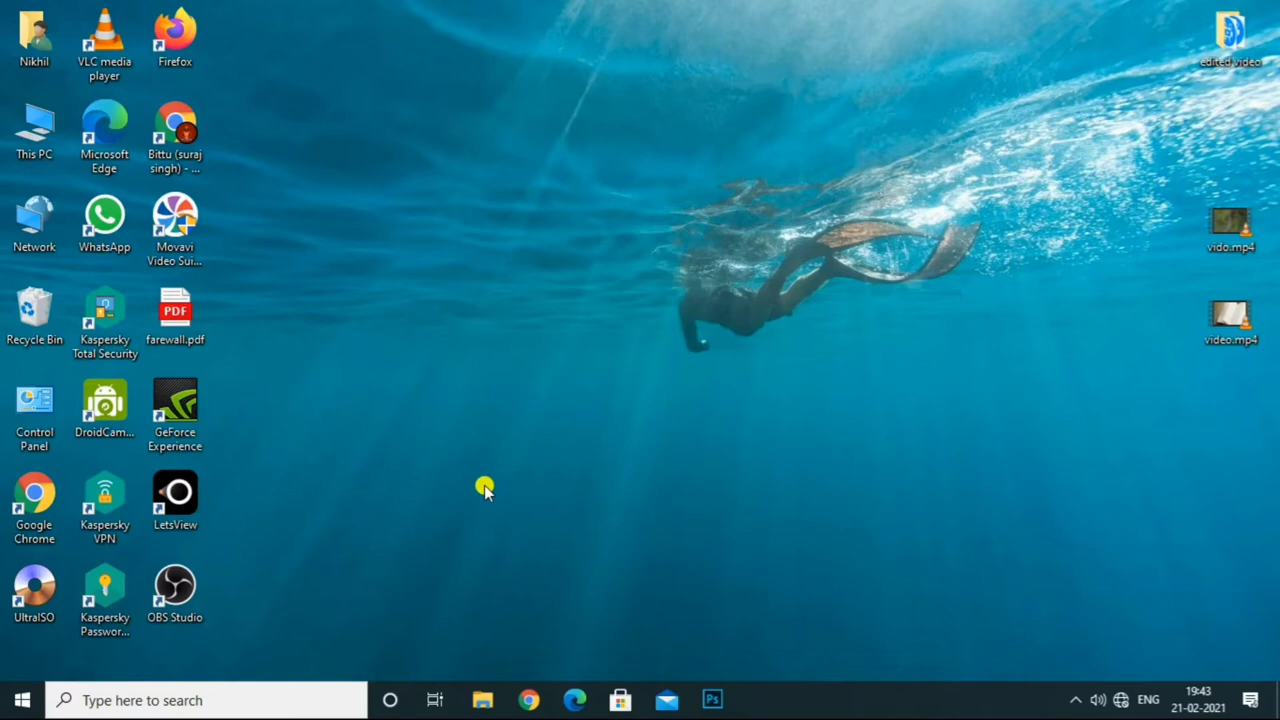 Nikhil
VLC media
player
Firefox
edited video
This PC
Microsoft
Edge
Bittu (suraj
singh) - ...
Network
WhatsApp
Movavi
Video Sui...
vido.mp4
Recycle Bin
Kaspersky
Total Security
PDF
farewall.pdf
video.mp4
Control
Panel
DroidCam...
GeForce
Experience
Google
Chrome
Kaspersky
VPN
LetsView
UltraISO
Kaspersky
Passwor...
OBS Studio
Type here to search
Ps
ENG
19:43
21-02-2021